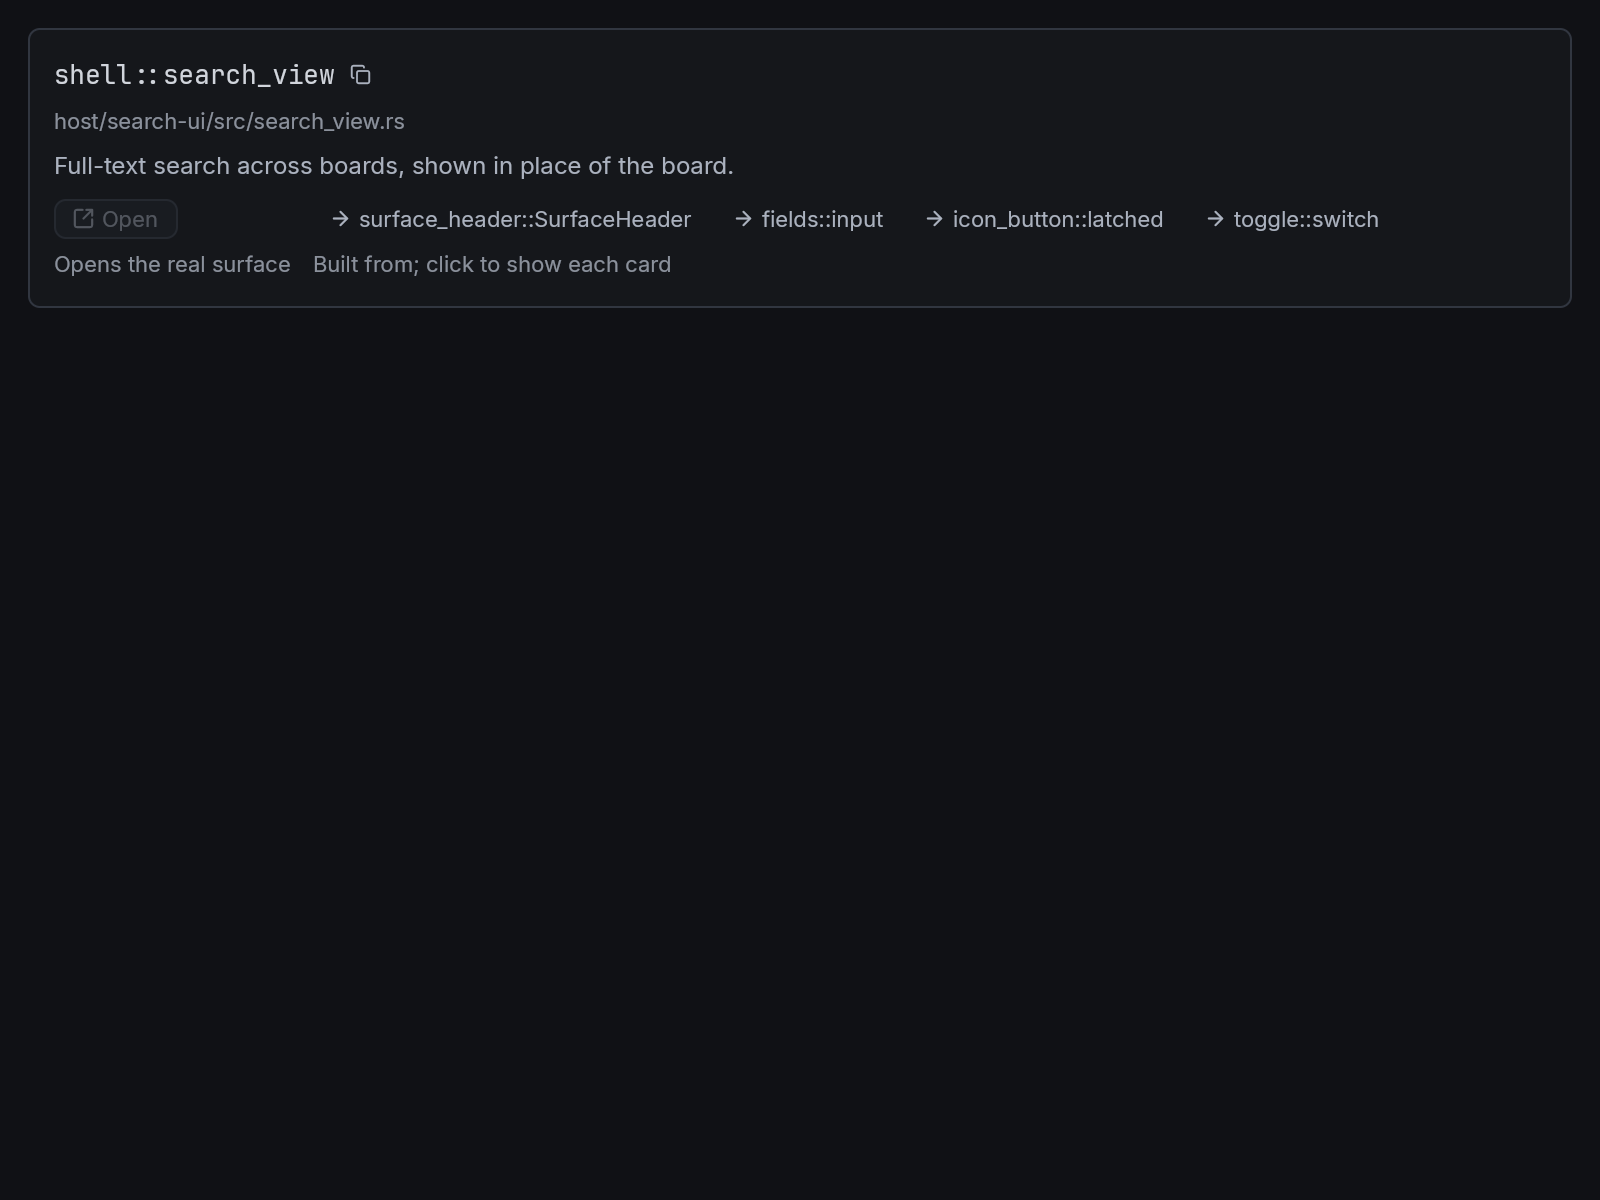 shell::search_view
host/search-ui/src/search_view.rs
Full-text search across boards, shown in place of the board.
Open → surface_header::SurfaceHeader → fields::input → icon_button::latched → toggle::switch
Opens the real surface Built from; click to show each card